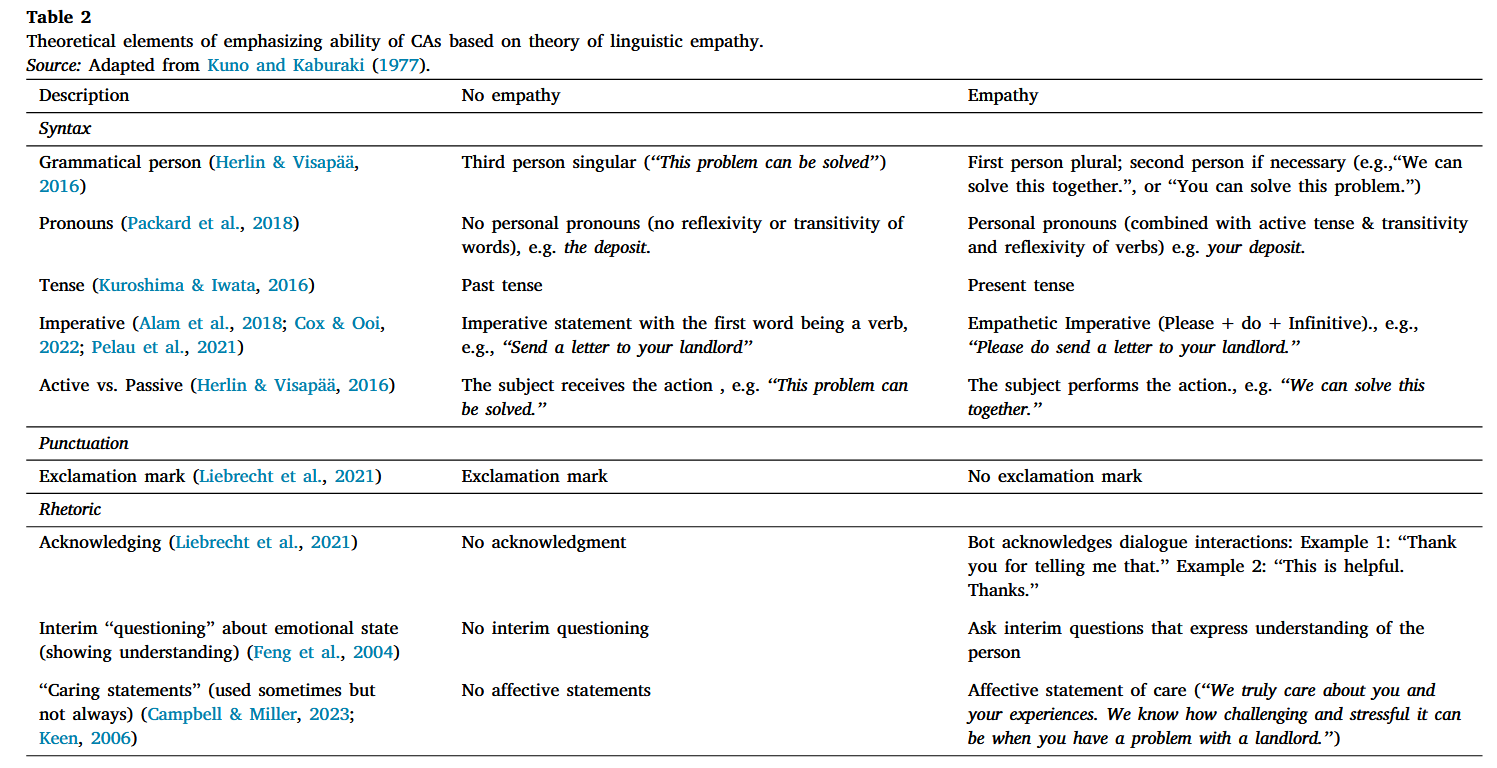 Table 2
Theoretical elements of emphasizing ability of CAs based on theory of linguistic empathy.
Source: Adapted from Kuno and Kaburaki (1977).
Description No empathy Empathy
Syntax
Grammatical person (Herlin & Visapää, 2016) Third person singular (“This problem can be solved”) First person plural; second person if necessary (e.g.,“We can solve this together.”, or “You can solve this problem.”)
Pronouns (Packard et al., 2018) No personal pronouns (no reflexivity or transitivity of words), e.g. the deposit. Personal pronouns (combined with active tense & transitivity and reflexivity of verbs) e.g. your deposit.
Tense (Kuroshima & Iwata, 2016) Past tense Present tense
Imperative (Alam et al., 2018; Cox & Ooi, 2022; Pelau et al., 2021) Imperative statement with the first word being a verb, e.g., “Send a letter to your landlord” Empathetic Imperative (Please + do + Infinitive)., e.g., “Please do send a letter to your landlord.”
Active vs. Passive (Herlin & Visapää, 2016) The subject receives the action , e.g. “This problem can be solved.” The subject performs the action., e.g. “We can solve this together.”
Punctuation
Exclamation mark (Liebrecht et al., 2021) Exclamation mark No exclamation mark
Rhetoric
Acknowledging (Liebrecht et al., 2021) No acknowledgment Bot acknowledges dialogue interactions: Example 1: “Thank you for telling me that.” Example 2: “This is helpful. Thanks.”
Interim “questioning” about emotional state (showing understanding) (Feng et al., 2004) No interim questioning Ask interim questions that express understanding of the person
“Caring statements” (used sometimes but not always) (Campbell & Miller, 2023; Keen, 2006) No affective statements Affective statement of care (“We truly care about you and your experiences. We know how challenging and stressful it can be when you have a problem with a landlord.”)